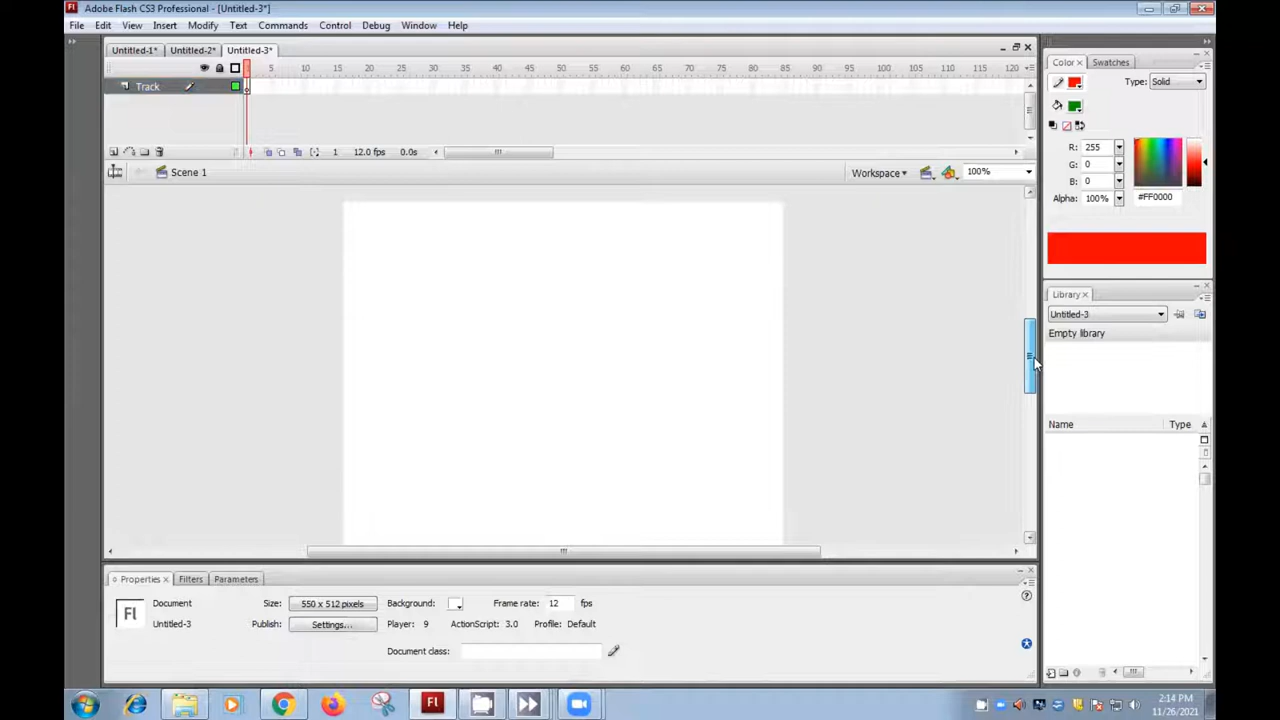 Fl Adobe Flash CS3 Professional - [Untitled-3*]
File Edit View Insert Modify Text Commands Control Debug Window Help
Untitled-1* Untitled-2* Untitled-3*
5 10 15 20 25 30 35 40 45 50 55 60 65 70 75 80 85 90 95 100 105 110 115 120
Track
1 12.0 fps 0.0s
Scene 1
Workspace 100%
Color Swatches
Type: Solid
R: 255
G: 0
B: 0
Alpha: 100% #FF0000
Library
Untitled-3
Empty library
Name Type
Properties Filters Parameters
Fl
Document
Untitled-3
Size: 550 x 512 pixels Background: Frame rate: 12 fps
Publish: Settings... Player: 9 ActionScript: 3.0 Profile: Default
Document class:
Fl
2:14 PM
11/26/2021